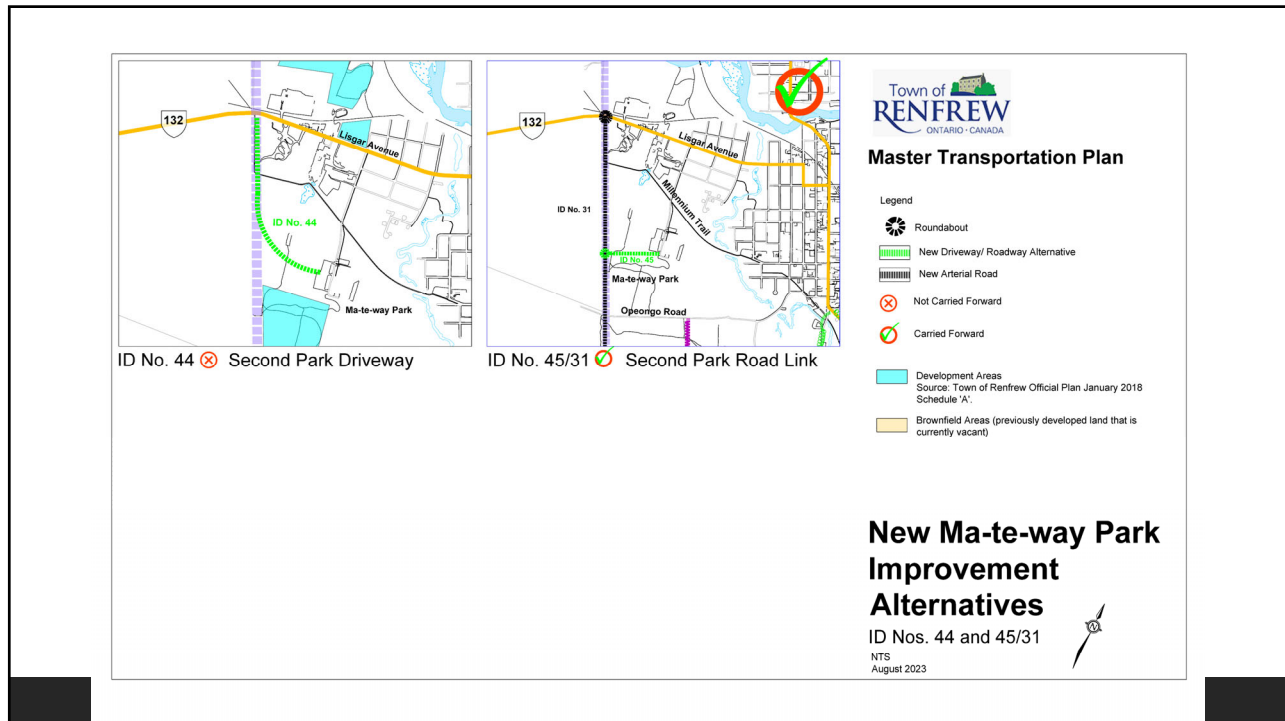 132
Lisgar Avenue
ID No. 44
Ma-te-way Park
ID No. 44 Second Park Driveway
132
Lisgar Avenue
Millennium Trail
ID No. 31
ID No. 45
Ma-te-way Park
Opeongo Road
ID No. 45/31 Second Park Road Link
Town of
RENFREW
ONTARIO · CANADA
Master Transportation Plan
Legend
Roundabout
New Driveway/ Roadway Alternative
New Arterial Road
Not Carried Forward
Carried Forward
Development Areas
Source: Town of Renfrew Official Plan January 2018
Schedule 'A'.
Brownfield Areas (previously developed land that is
currently vacant)
New Ma-te-way Park
Improvement
Alternatives
ID Nos. 44 and 45/31
N
NTS
August 2023